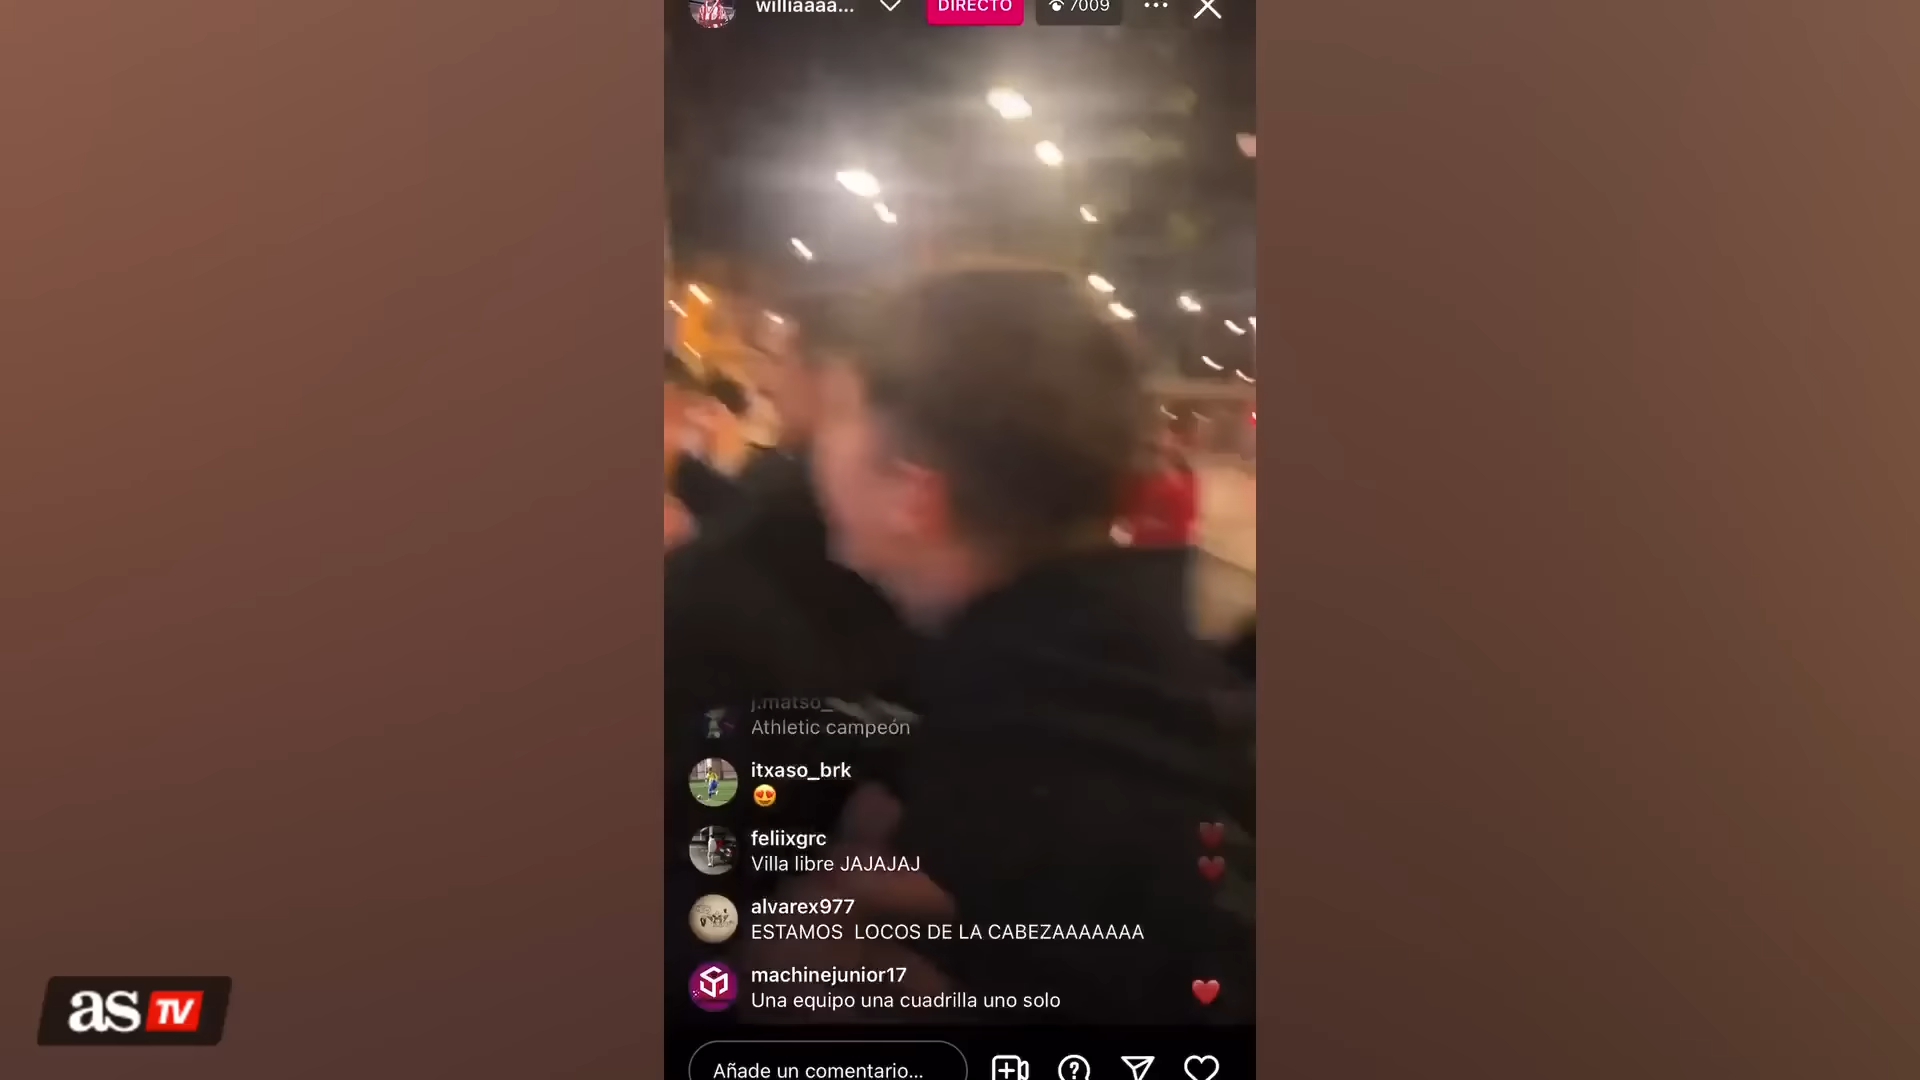 williaaaa...
DIRECTO
7009
j.matso_
Athletic campeón
itxaso_brk
feliixgrc
Villa libre JAJAJAJ
alvarex977
ESTAMOS LOCOS DE LA CABEZAAAAAAA
machinejunior17
Una equipo una cuadrilla uno solo
Añade un comentario...
as TV